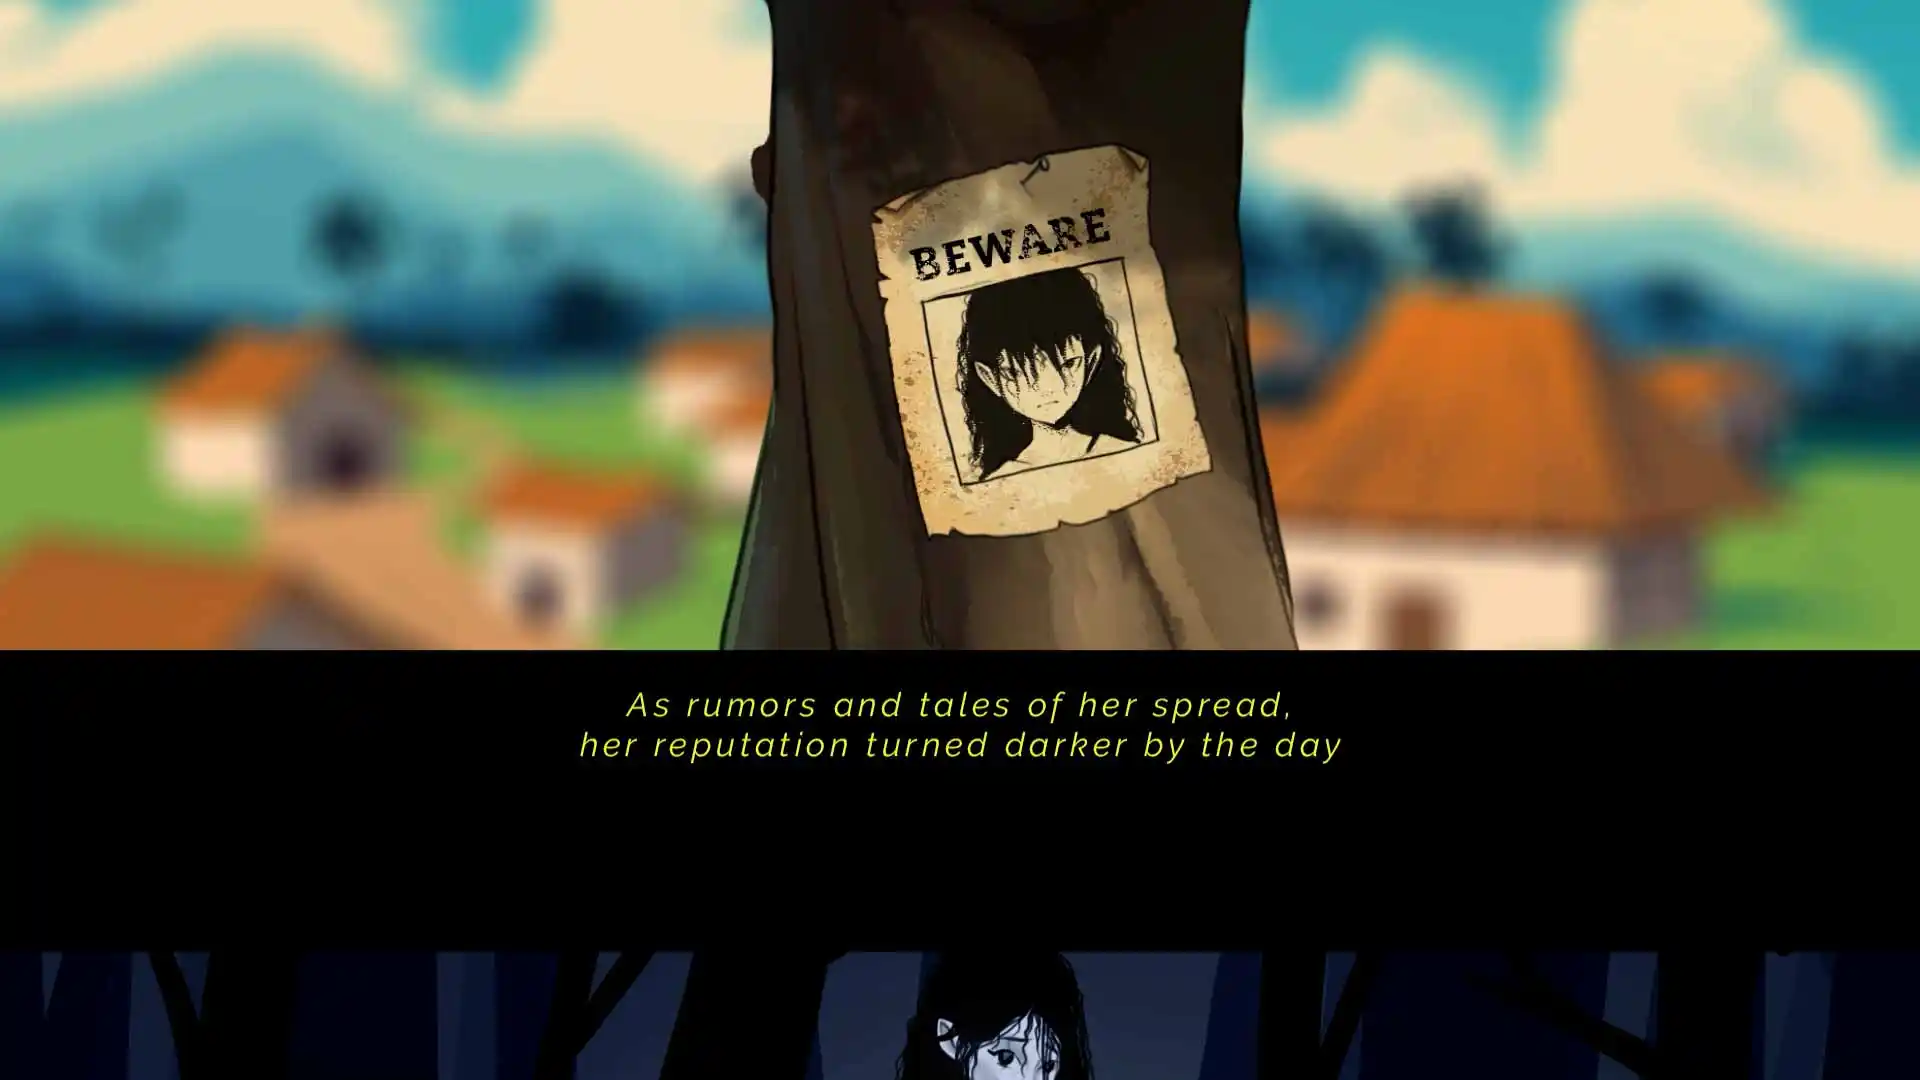 BEWARE
As rumors and tales of her spread,
her reputation turned darker by the day